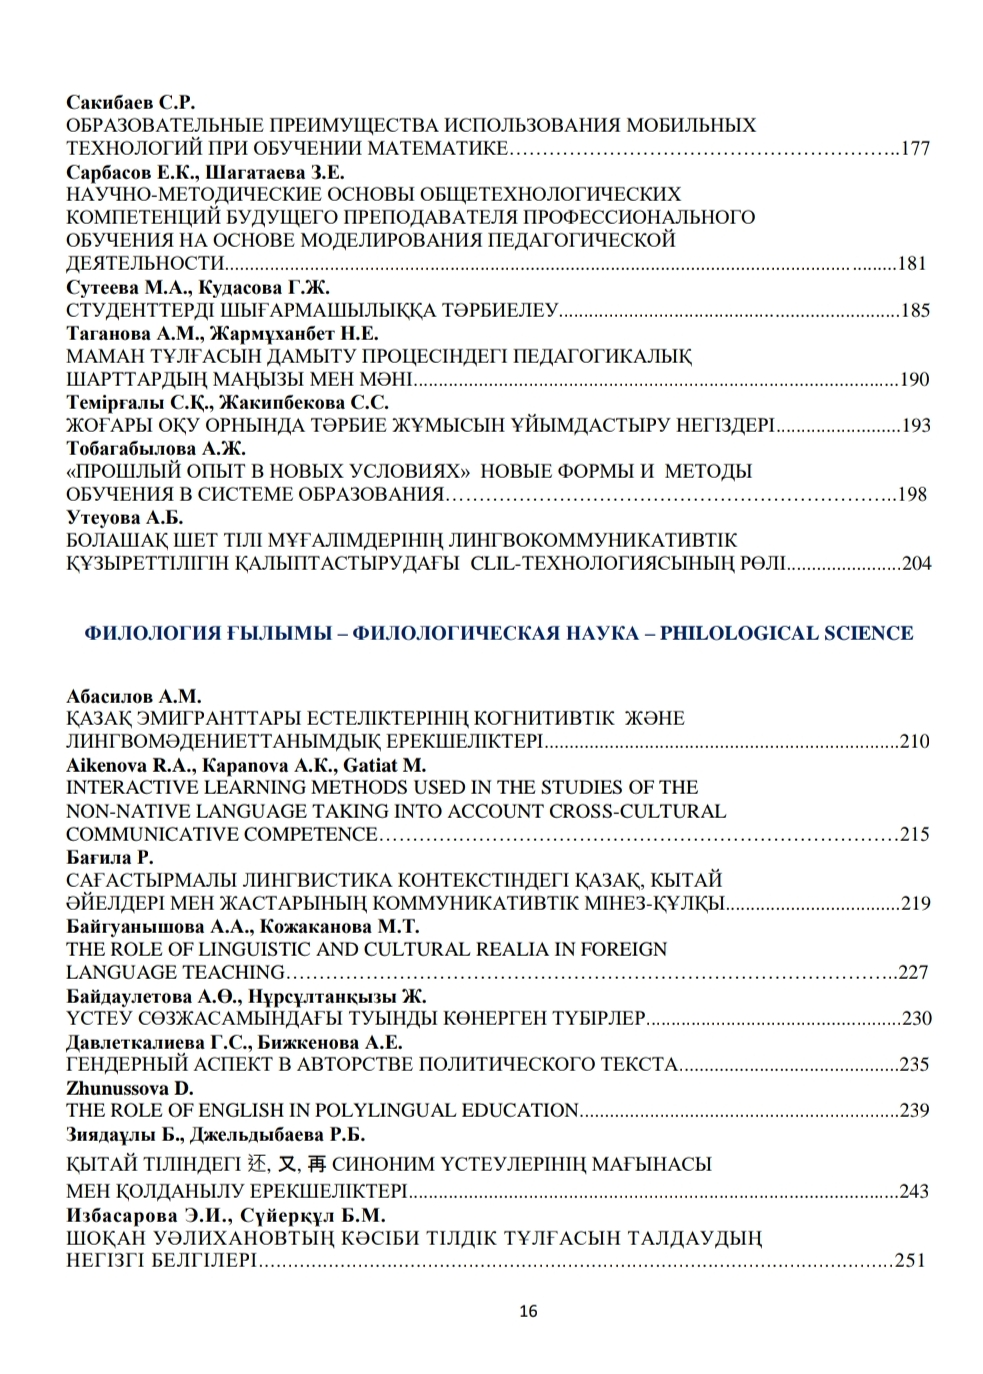 Сакибаев С.Р.
ОБРАЗОВАТЕЛЬНЫЕ ПРЕИМУЩЕСТВА ИСПОЛЬЗОВАНИЯ МОБИЛЬНЫХ
ТЕХНОЛОГИЙ ПРИ ОБУЧЕНИИ МАТЕМАТИКЕ…………………………………………………..177
Сарбасов Е.К., Шагатаева З.Е.
НАУЧНО-МЕТОДИЧЕСКИЕ ОСНОВЫ ОБЩЕТЕХНОЛОГИЧЕСКИХ
КОМПЕТЕНЦИЙ БУДУЩЕГО ПРЕПОДАВАТЕЛЯ ПРОФЕССИОНАЛЬНОГО
ОБУЧЕНИЯ НА ОСНОВЕ МОДЕЛИРОВАНИЯ ПЕДАГОГИЧЕСКОЙ
ДЕЯТЕЛЬНОСТИ........................................................................................................................181
Сутеева М.А., Кудасова Г.Ж.
СТУДЕНТТЕРДІ ШЫҒАРМАШЫЛЫҚҚА ТӘРБИЕЛЕУ..................................................................185
Таганова А.М., Жармұханбет Н.Е.
МАМАН ТҰЛҒАСЫН ДАМЫТУ ПРОЦЕСІНДЕГІ ПЕДАГОГИКАЛЫҚ
ШАРТТАРДЫҢ МАҢЫЗЫ МЕН МӘНІ.......................................................................................190
Темірғалы С.Қ., Жакипбекова С.С.
ЖОҒАРЫ ОҚУ ОРНЫНДА ТӘРБИЕ ЖҰМЫСЫН ҰЙЫМДАСТЫРУ НЕГІЗДЕРІ.......................193
Тобагабылова А.Ж.
«ПРОШЛЫЙ ОПЫТ В НОВЫХ УСЛОВИЯХ»  НОВЫЕ ФОРМЫ И  МЕТОДЫ
ОБУЧЕНИЯ В СИСТЕМЕ ОБРАЗОВАНИЯ…………………………………………………………..198
Утеуова А.Б.
БОЛАШАҚ ШЕТ ТІЛІ МҰҒАЛІМДЕРІНІҢ ЛИНГВОКОММУНИКАТИВТІК
ҚҰЗЫРЕТТІЛІГІН ҚАЛЫПТАСТЫРУДАҒЫ  CLIL-ТЕХНОЛОГИЯСЫНЫҢ РӨЛІ.....................204
ФИЛОЛОГИЯ ҒЫЛЫМЫ – ФИЛОЛОГИЧЕСКАЯ НАУКА – PHILOLOGICAL SCIENCE
Абасилов А.М.
ҚАЗАҚ ЭМИГРАНТТАРЫ ЕСТЕЛІКТЕРІНІҢ КОГНИТИВТІК  ЖӘНЕ
ЛИНГВОМӘДЕНИЕТТАНЫМДЫҚ ЕРЕКШЕЛІКТЕРІ................................................................210
Aikenova R.A., Kapanova A.K., Gatiat M.
INTERACTIVE LEARNING METHODS USED IN THE STUDIES OF THE
NON-NATIVE LANGUAGE TAKING INTO ACCOUNT CROSS-CULTURAL
COMMUNICATIVE COMPETENCE……………………………………………………………………215
Бағила Р.
САҒАСТЫРМАЛЫ ЛИНГВИСТИКА КОНТЕКСТІНДЕГІ ҚАЗАҚ, КЫТАЙ
ӘЙЕЛДЕРІ МЕН ЖАСТАРЫНЫҢ КОММУНИКАТИВТІК МІНЕЗ-ҚҰЛҚЫ................................219
Байгуанышова А.А., Кожаканова М.Т.
THE ROLE OF LINGUISTIC AND CULTURAL REALIA IN FOREIGN
LANGUAGE TEACHING………………………………………………………………………………..227
Байдаулетова А.Ө., Нұрсұлтанқызы Ж.
ҮСТЕУ СӨЗЖАСАМЫНДАҒЫ ТУЫНДЫ КӨНЕРГЕН ТҮБІРЛЕР..............................................230
Давлеткалиева Г.С., Бижкенова А.Е.
ГЕНДЕРНЫЙ АСПЕКТ В АВТОРСТВЕ ПОЛИТИЧЕСКОГО ТЕКСТА........................................235
Zhunussova D.
THE ROLE OF ENGLISH IN POLYLINGUAL EDUCATION.........................................................239
Зиядаұлы Б., Джельдыбаева Р.Б.
ҚЫТАЙ ТІЛІНДЕГІ 还, 又, 再 СИНОНИМ ҮСТЕУЛЕРІНІҢ МАҒЫНАСЫ
МЕН ҚОЛДАНЫЛУ ЕРЕКШЕЛІКТЕРІ.......................................................................................243
Избасарова Э.И., Сүйерқұл Б.М.
ШОҚАН УӘЛИХАНОВТЫҢ КӘСІБИ ТІЛДІК ТҰЛҒАСЫН ТАЛДАУДЫҢ
НЕГІЗГІ БЕЛГІЛЕРІ……………………………………………………………………………………251
16